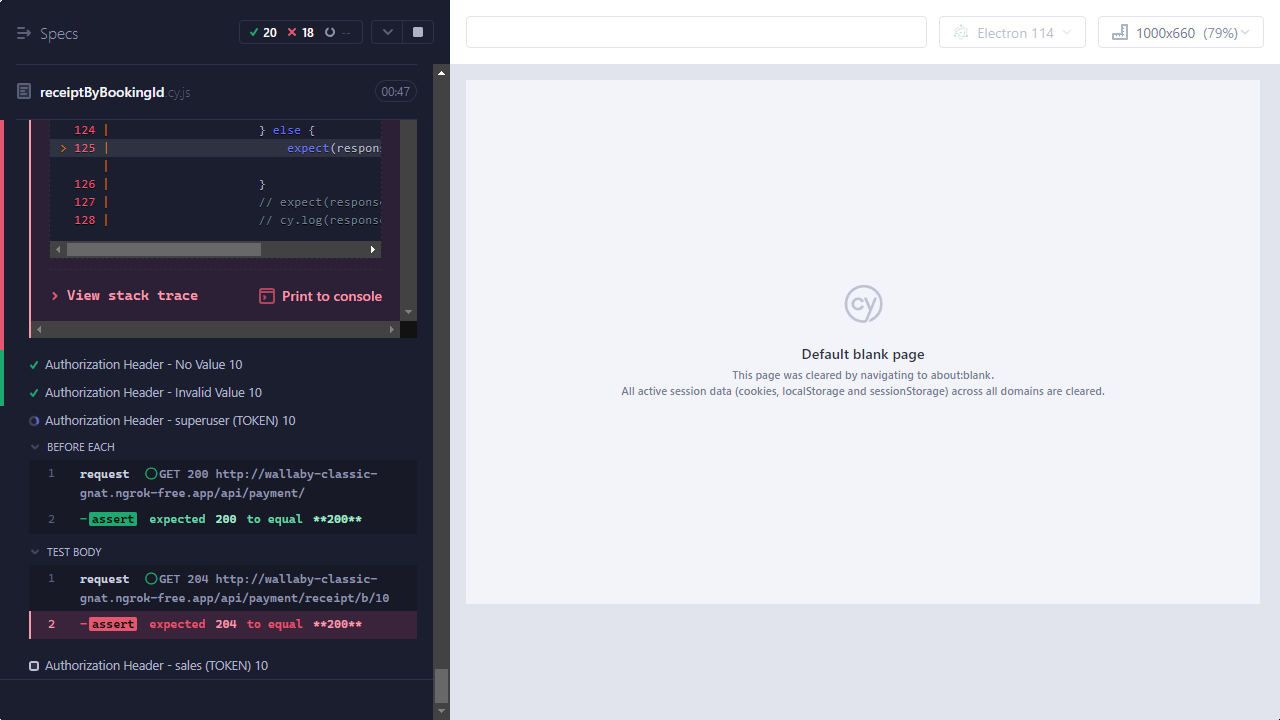 Specs
20 18 --
Electron 114
1000x660 (79%)
receiptByBookingId.cy.js 00:47
124 | } else {
> 125 | expect(respon
|
126 | }
127 | // expect(respons
128 | // cy.log(respons
> View stack trace Print to console
Authorization Header - No Value 10
Authorization Header - Invalid Value 10
Authorization Header - superuser (TOKEN) 10
BEFORE EACH
1 request GET 200 http://wallaby-classic-
gnat.ngrok-free.app/api/payment/
2 -assert expected 200 to equal **200**
TEST BODY
1 request GET 204 http://wallaby-classic-
gnat.ngrok-free.app/api/payment/receipt/b/10
2 -assert expected 204 to equal **200**
Authorization Header - sales (TOKEN) 10
cy
Default blank page
This page was cleared by navigating to about:blank.
All active session data (cookies, localStorage and sessionStorage) across all domains are cleared.